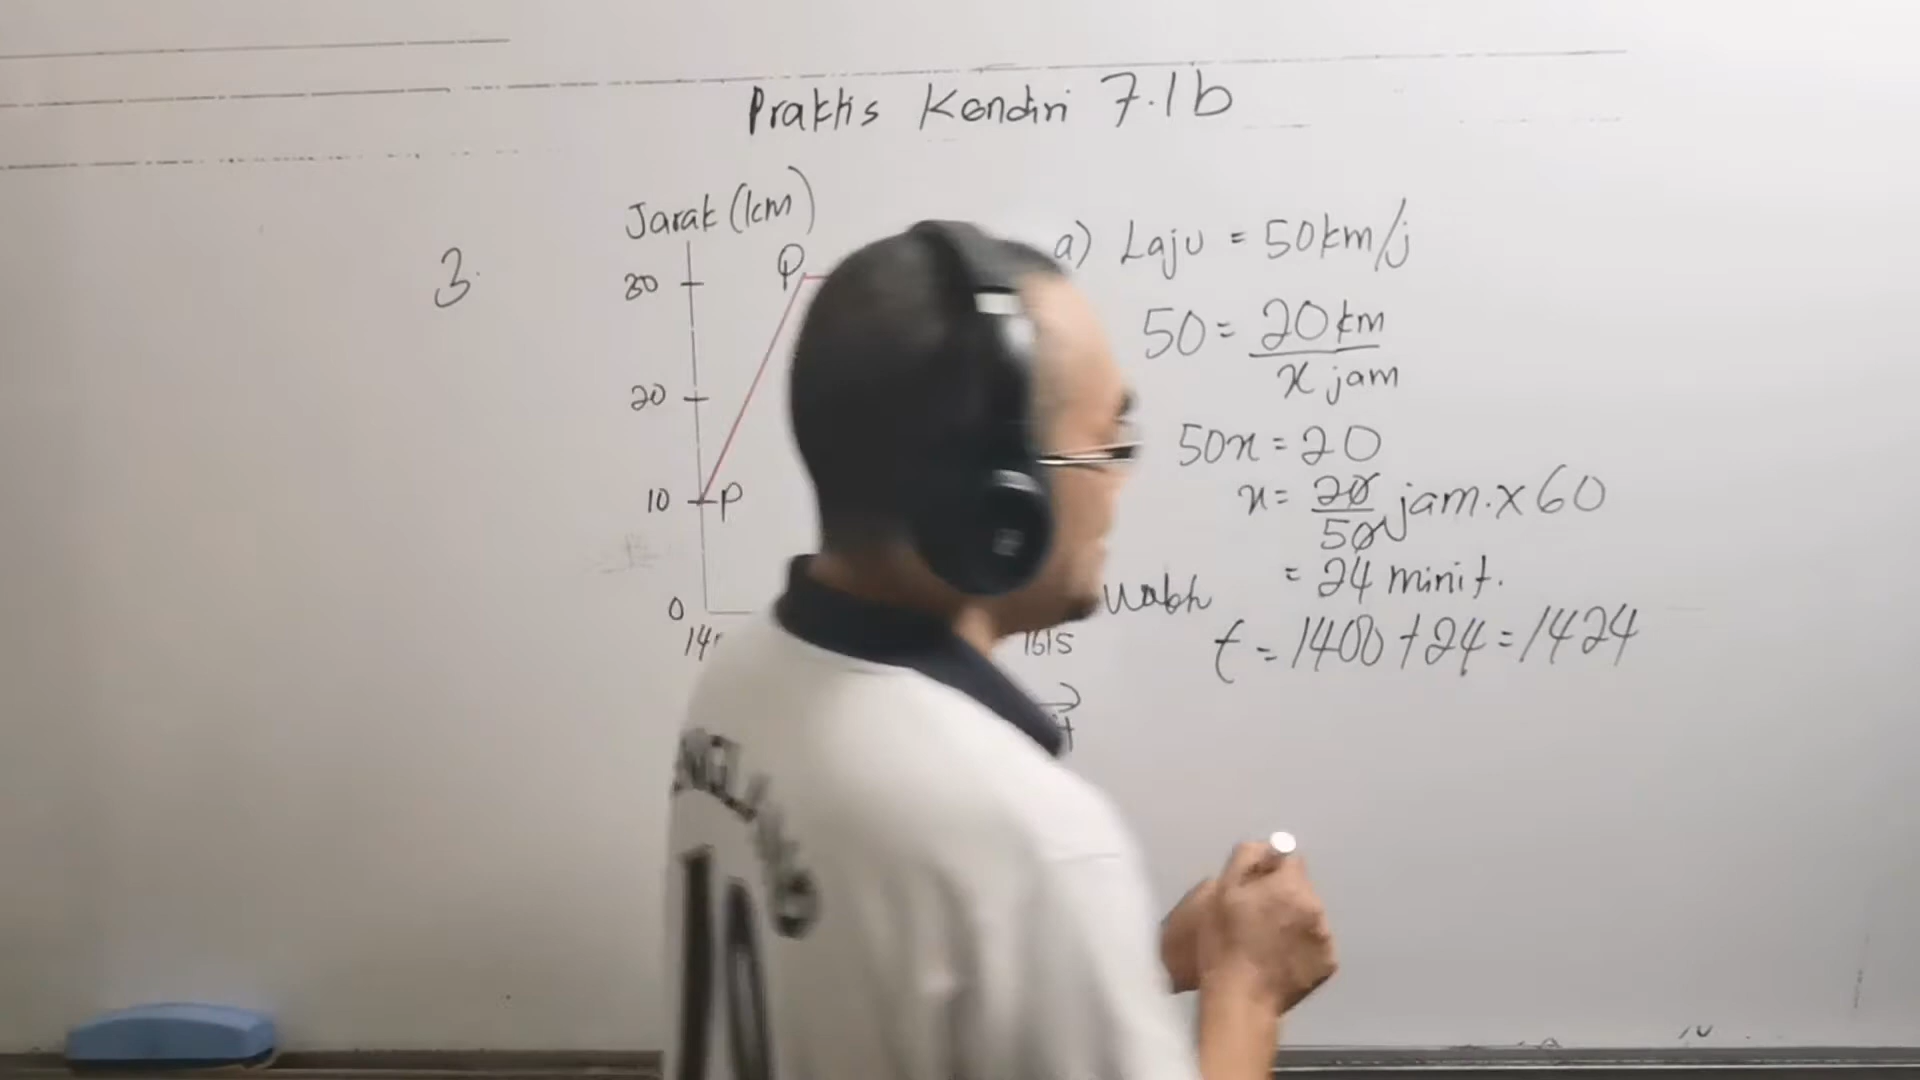 Praktis Kendiri 7.1b
3.
Jarak (km)
30
Q
20
10
P
0
1615
Waktu
a) Laju = 50km/j
50 = 20km
x jam
50x = 20
x = 20 jam. x 60
50
= 24 minit.
t = 1400 + 24 = 1424